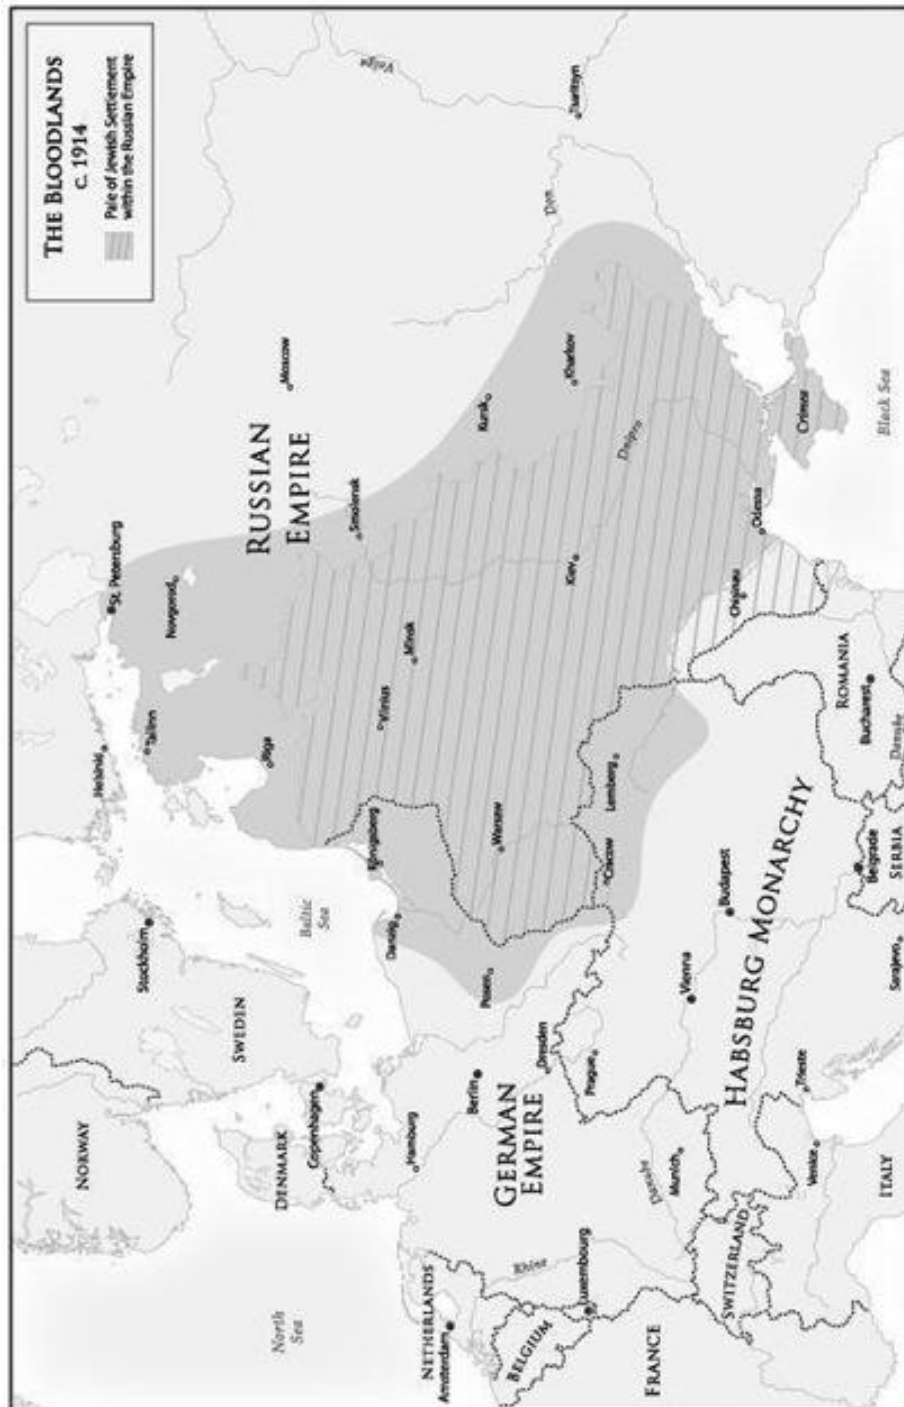 THE BLOODLANDS
c. 1914
Pale of Jewish Settlement
within the Russian Empire
NORWAY
SWEDEN
Stockholm
Helsinki
Tallinn
St. Petersburg
Novgorod
Riga
Baltic
Sea
North
Sea
DENMARK
Copenhagen
RUSSIAN
EMPIRE
Moscow
Smolensk
Volga
Vilnius
Minsk
Königsberg
Danzig
Hamburg
NETHERLANDS
Amsterdam
Berlin
Posen
Warsaw
Kursk
Don
Tsaritsyn
Kharkov
Kiev
Dnipro
GERMAN
EMPIRE
BELGIUM
Rhine
Luxembourg
Dresden
Prague
Cracow
Lemberg
FRANCE
Danube
Munich
Vienna
Budapest
SWITZERLAND
HABSBURG MONARCHY
Chișinău
Odessa
Crimea
Black Sea
Venice
Trieste
ITALY
Sarajevo
Belgrade
SERBIA
ROMANIA
Bucharest
Danube